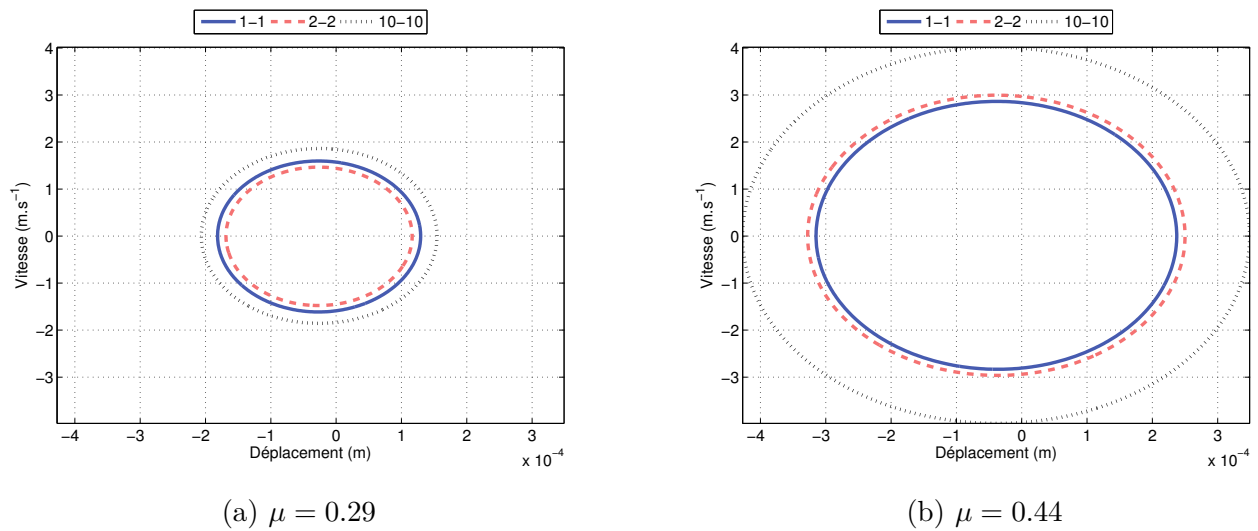 1−1 2−2 10−10
4
3
2
1
0
−1
−2
−3
Vitesse (m.s⁻¹)
−4 −3 −2 −1 0 1 2 3
Déplacement (m)
x 10⁻⁴
(a) μ = 0.29
1−1 2−2 10−10
4
3
2
1
0
−1
−2
−3
Vitesse (m.s⁻¹)
−4 −3 −2 −1 0 1 2 3
Déplacement (m)
x 10⁻⁴
(b) μ = 0.44